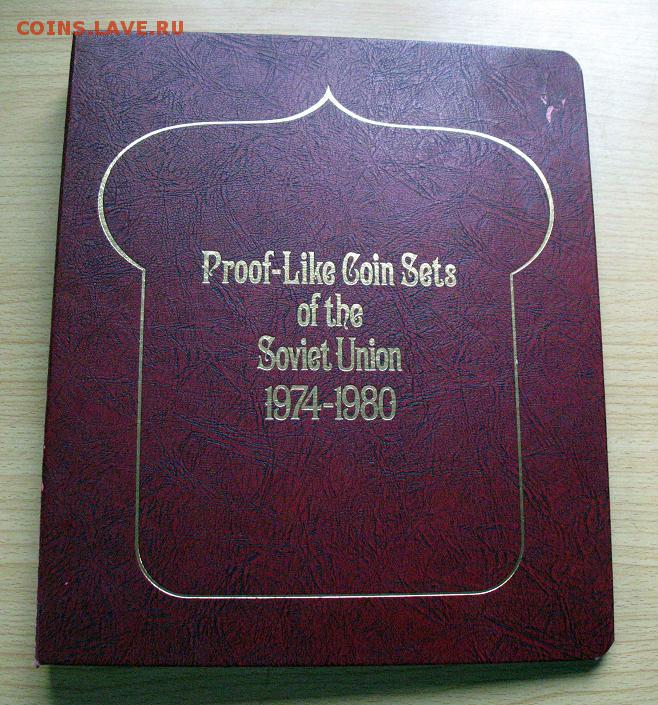 COINS.LAVE.RU
Proof-Like Coin Sets
of the
Soviet Union
1974-1980